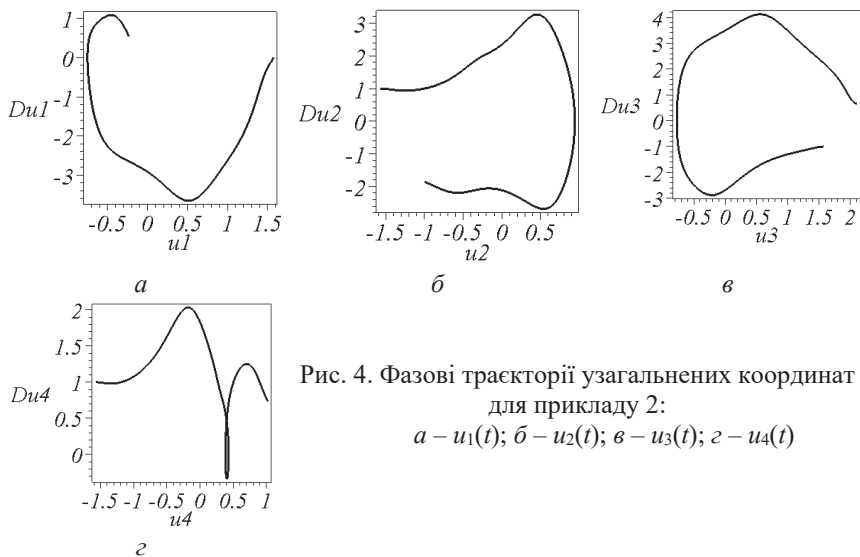 1
0
-1
-2
-3
Du1
-0.5 0 0.5 1 1.5
u1
а
3
2
1
0
-1
-2
Du2
-1.5 -1 -0.5 0 0.5
u2
б
4
3
2
1
0
-1
-2
-3
Du3
-0.5 0 0.5 1 1.5 2
u3
в
2
1.5
1
0.5
0
Du4
-1.5 -1 -0.5 0 0.5 1
u4
г
Рис. 4. Фазові траєкторії узагальнених координат
для прикладу 2:
а – u₁(t); б – u₂(t); в – u₃(t); г – u₄(t)